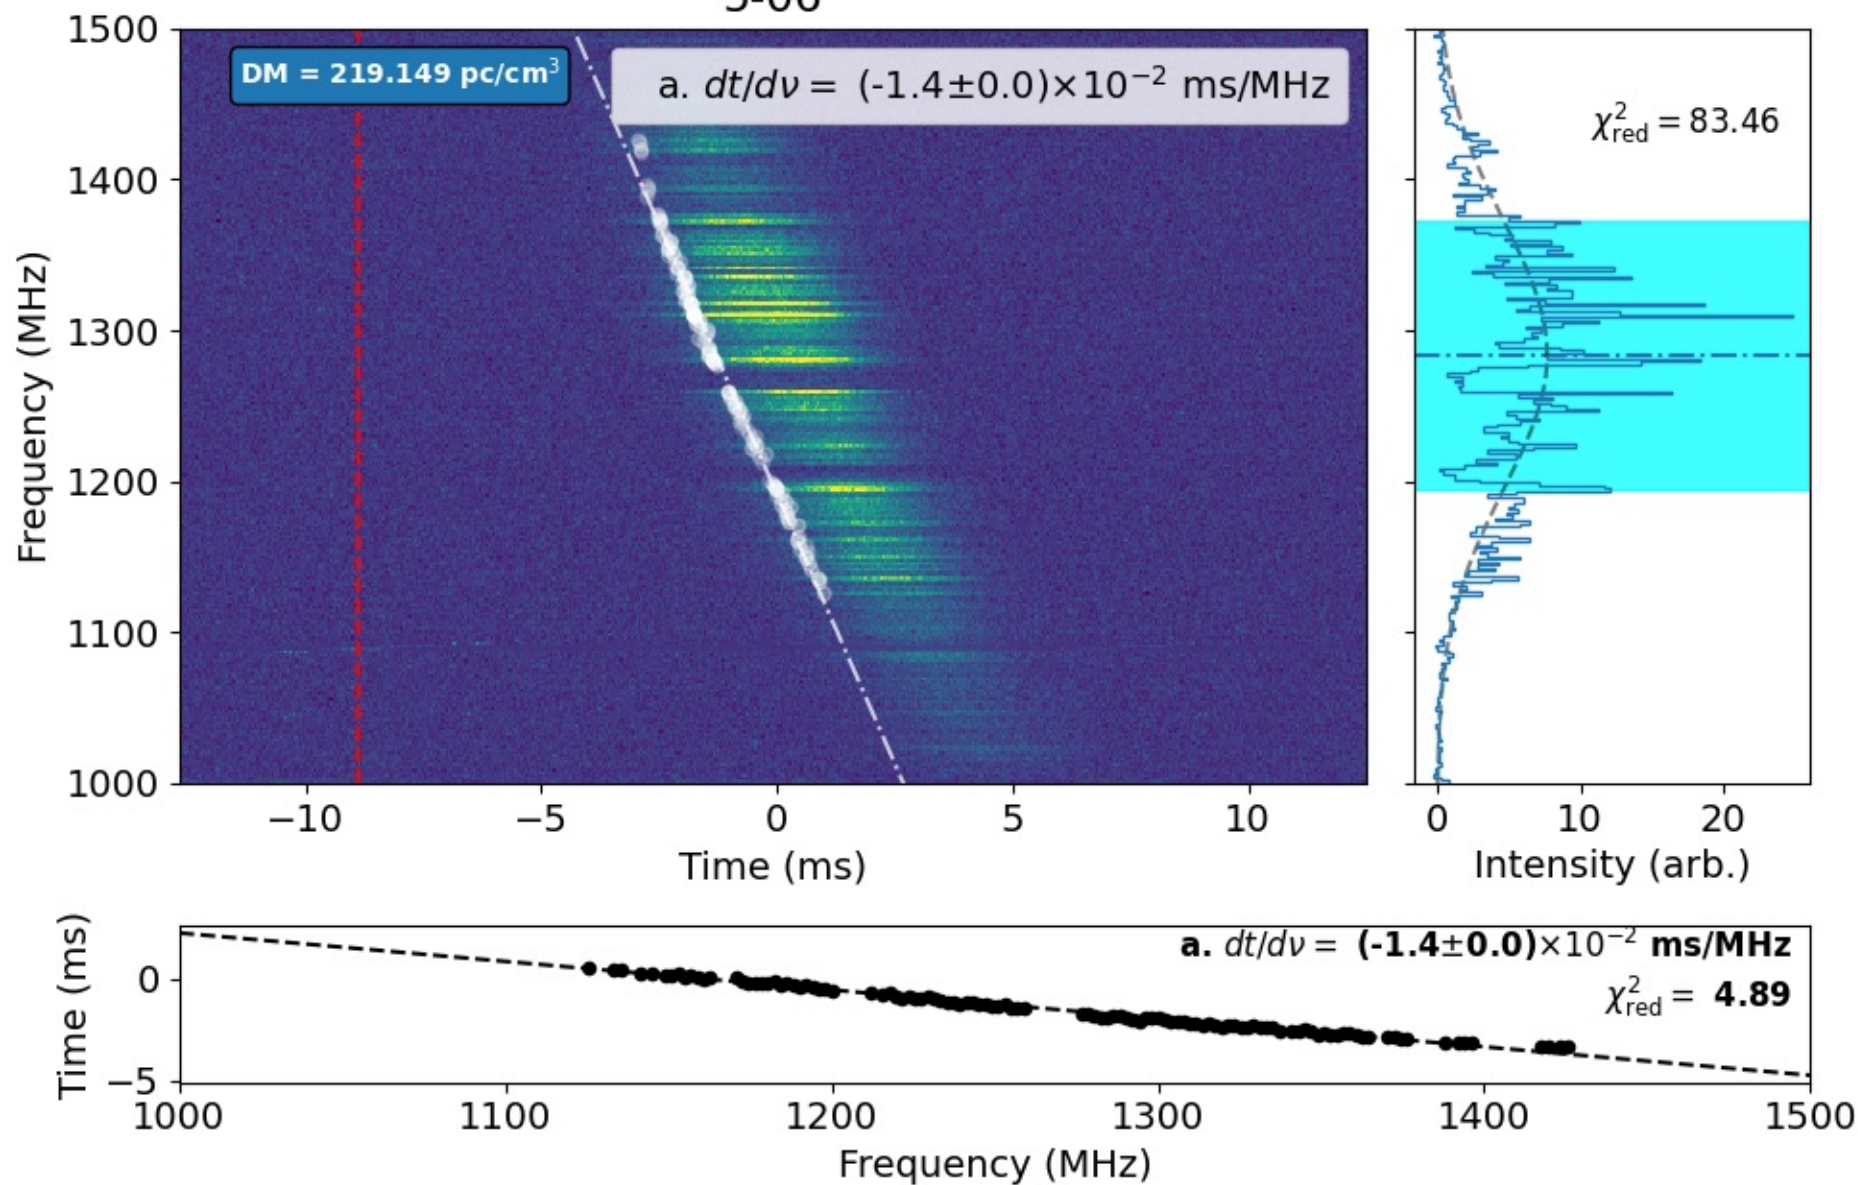 1500
DM = 219.149 pc/cm³
a. dt/dν = (-1.4±0.0)×10⁻² ms/MHz
χ²red = 83.46
1400
1300
1200
1100
1000
Frequency (MHz)
−10 −5 0 5 10
Time (ms)
0 10 20
Intensity (arb.)
a. dt/dν = (-1.4±0.0)×10⁻² ms/MHz
χ²red = 4.89
0
−5
Time (ms)
1000 1100 1200 1300 1400 1500
Frequency (MHz)